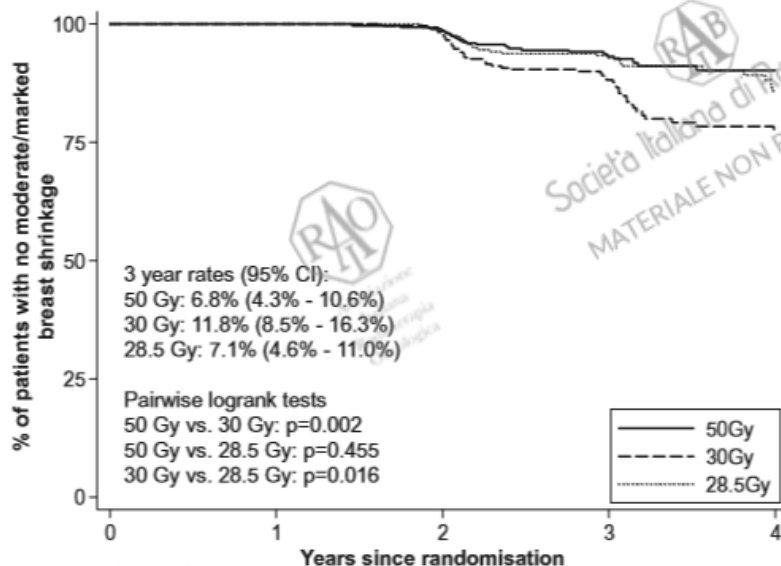 100
75
50
25
0
% of patients with no moderate/marked
breast shrinkage
3 year rates (95% CI):
50 Gy: 6.8% (4.3% - 10.6%)
30 Gy: 11.8% (8.5% - 16.3%)
28.5 Gy: 7.1% (4.6% - 11.0%)
Pairwise logrank tests
50 Gy vs. 30 Gy: p=0.002
50 Gy vs. 28.5 Gy: p=0.455
30 Gy vs. 28.5 Gy: p=0.016
50Gy
30Gy
28.5Gy
0 1 2 3 4
Years since randomisation
Società Italiana di
MATERIALE NON